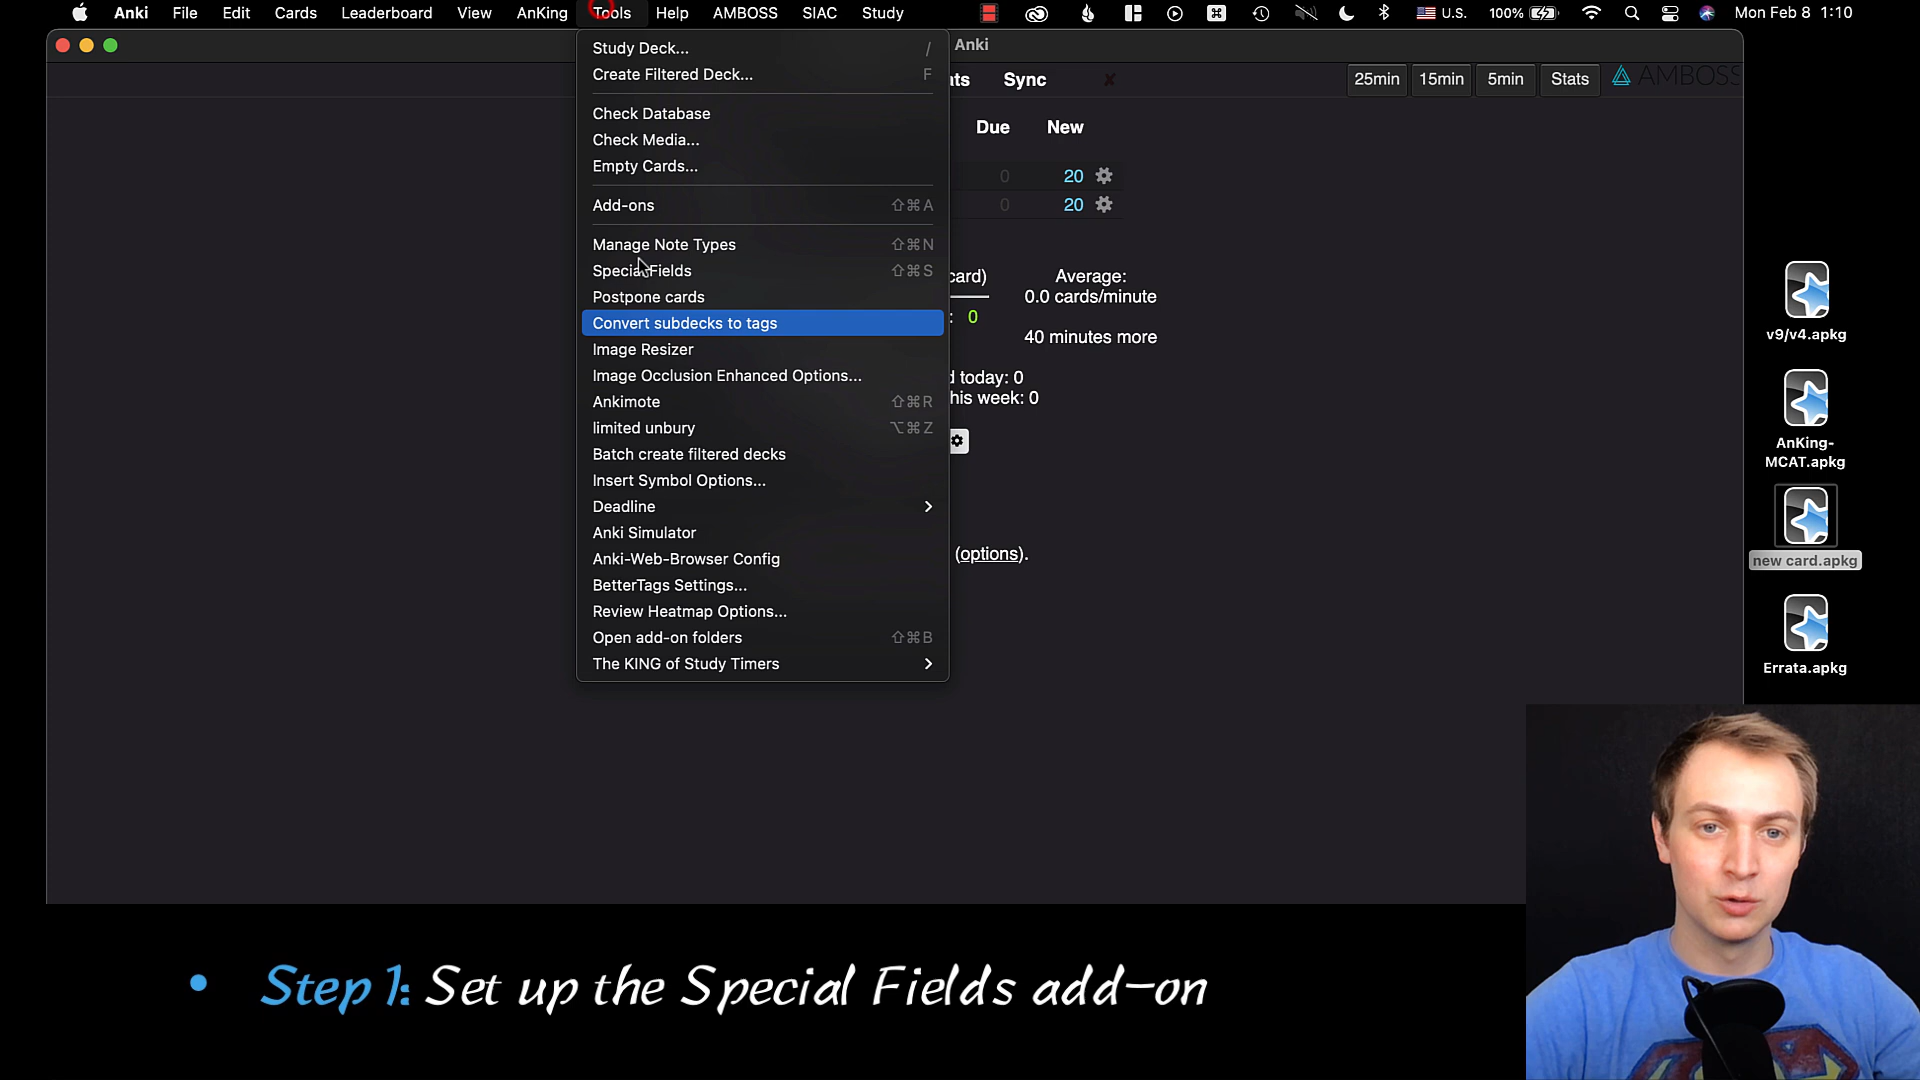 Anki File Edit Cards Leaderboard View AnKing Tools Help AMBOSS SIAC Study U.S. 100% Mon Feb 8 1:10
Anki
Sync
25min 15min 5min Stats AMBOSS
Study Deck... /
Create Filtered Deck... F
Check Database
Check Media...
Empty Cards...
Add-ons ⇧⌘A
Manage Note Types ⇧⌘N
Special Fields ⇧⌘S
Postpone cards
Convert subdecks to tags
Image Resizer
Image Occlusion Enhanced Options...
Ankimote ⇧⌘R
limited unbury ⌥⌘Z
Batch create filtered decks
Insert Symbol Options...
Deadline
Anki Simulator
Anki-Web-Browser Config
BetterTags Settings...
Review Heatmap Options...
Open add-on folders ⇧⌘B
The KING of Study Timers
Due New
0 20
0 20
card)
: 0
Average:
0.0 cards/minute
40 minutes more
d today: 0
his week: 0
(options).
v9/v4.apkg
AnKing-
MCAT.apkg
new card.apkg
Errata.apkg
• Step 1: Set up the Special Fields add-on